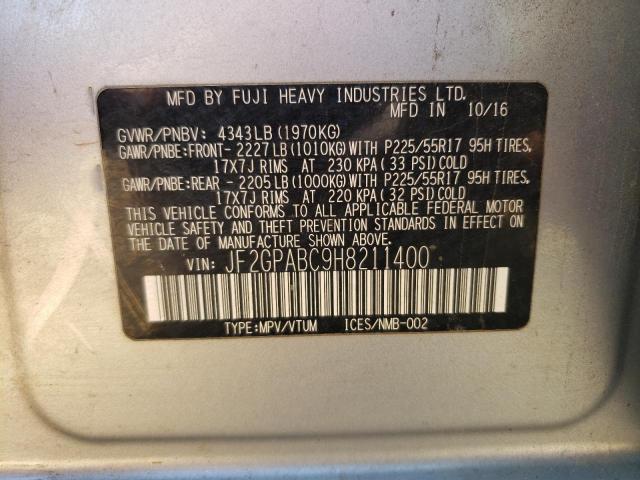 MFD BY FUJI HEAVY INDUSTRIES LTD.
MFD IN 10/16
GVWR/PNBV: 4343LB(1970KG)
GAWR/PNBE:FRONT- 2227LB(1010KG)WITH P225/55R17 95H TIRES,
17X7J RIMS AT 230 KPA(33 PSI)COLD
GAWR/PNBE:REAR - 2205LB(1000KG)WITH P225/55R17 95H TIRES,
17X7J RIMS AT 220 KPA(32 PSI)COLD
THIS VEHICLE CONFORMS TO ALL APPLICABLE FEDERAL MOTOR
VEHICLE SAFETY AND THEFT PREVENTION STANDARDS IN EFFECT ON
THE DATE OF MANUFACTURE SHOWN ABOVE.
VIN: JF2GPABC9H8211400
TYPE:MPV/VTUM ICES/NMB-002